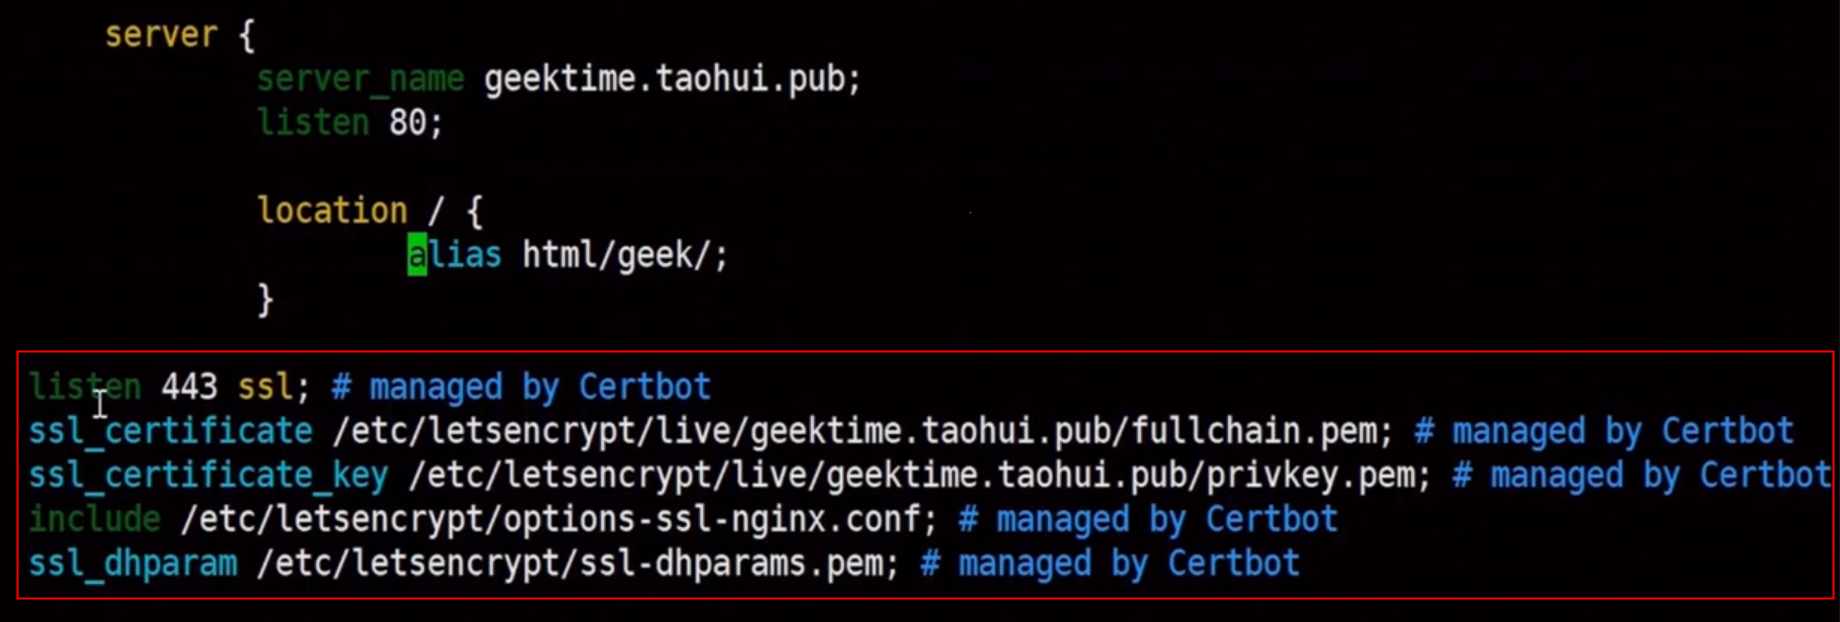 server {
server_name geektime.taohui.pub;
listen 80;
location / {
alias html/geek/;
}
listen 443 ssl; # managed by Certbot
ssl_certificate /etc/letsencrypt/live/geektime.taohui.pub/fullchain.pem; # managed by Certbot
ssl_certificate_key /etc/letsencrypt/live/geektime.taohui.pub/privkey.pem; # managed by Certbot
include /etc/letsencrypt/options-ssl-nginx.conf; # managed by Certbot
ssl_dhparam /etc/letsencrypt/ssl-dhparams.pem; # managed by Certbot